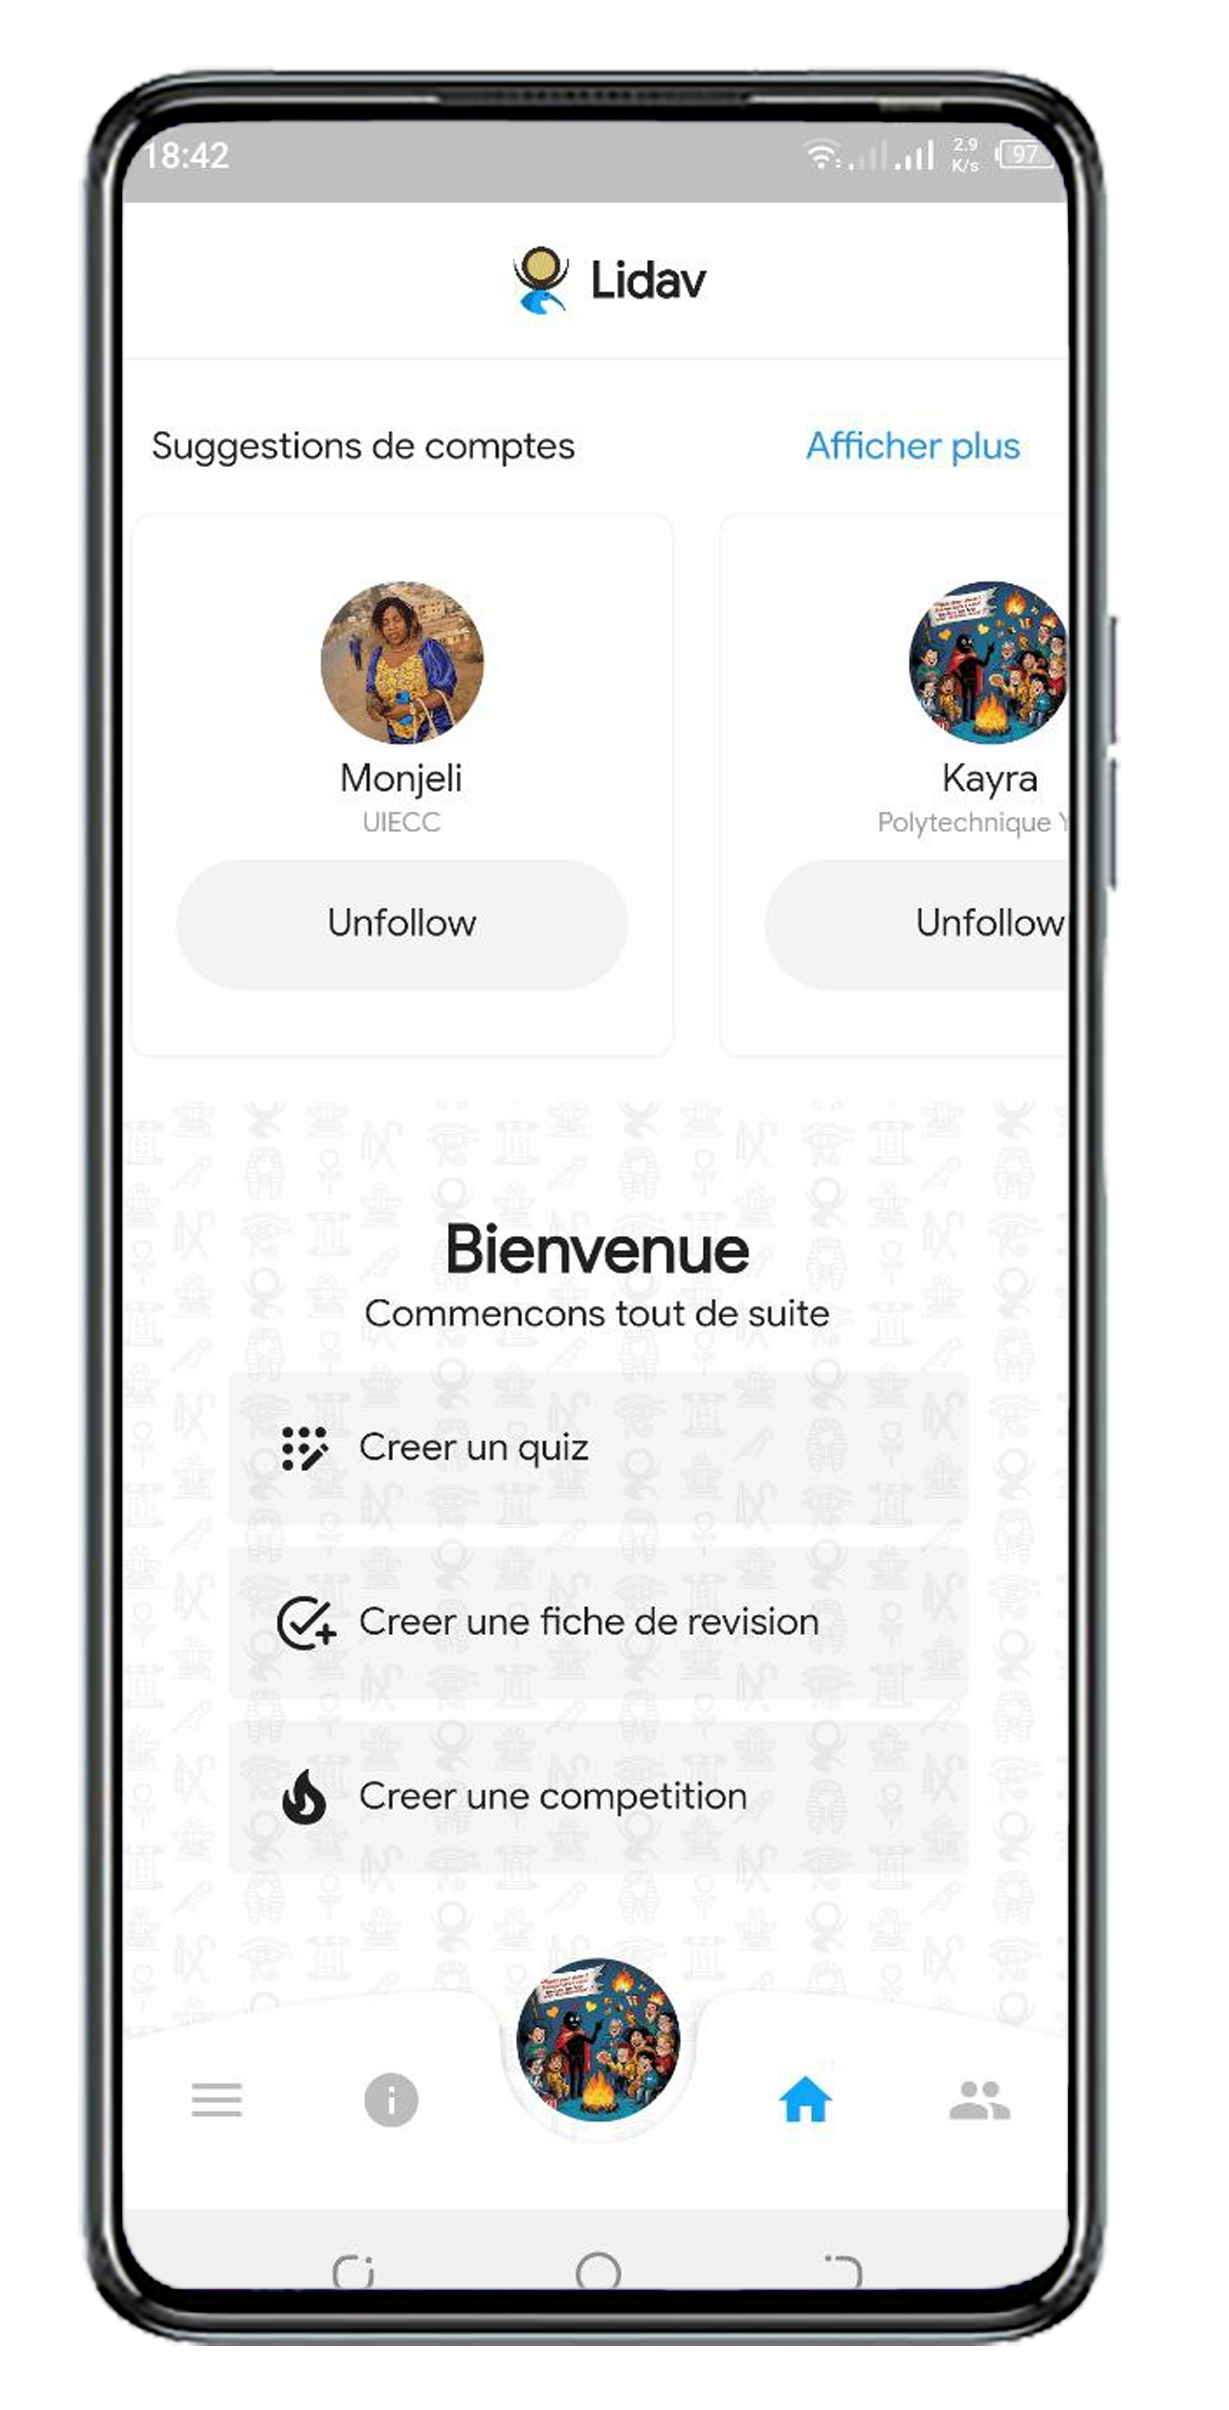 18:42
2.9
K/s
97
Lidav
Suggestions de comptes
Afficher plus
Monjeli
UIECC
Unfollow
Kayra
Polytechnique Y
Unfollow
Bienvenue
Commencons tout de suite
Creer un quiz
Creer une fiche de revision
Creer une competition